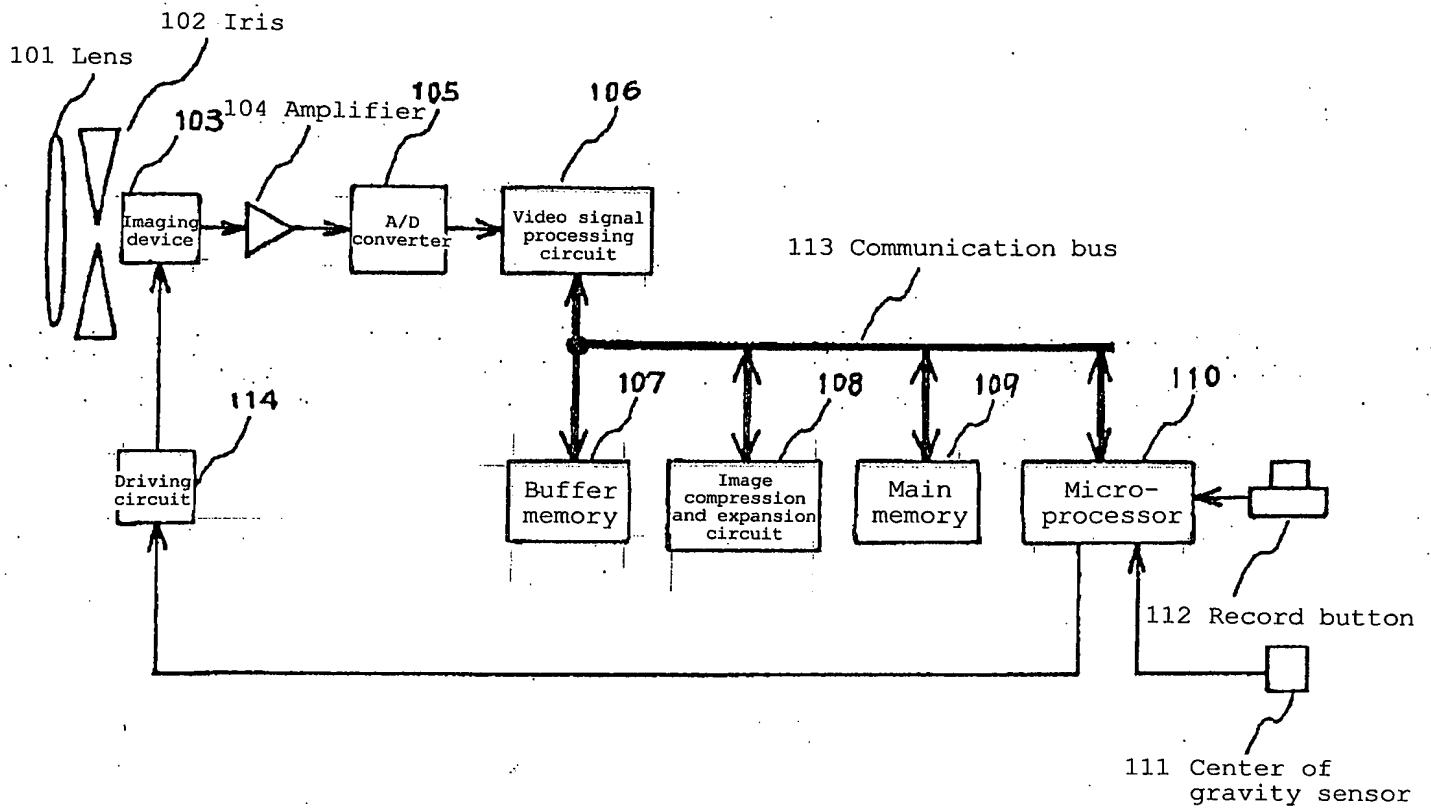 102 Iris
101 Lens
103
104 Amplifier
105
106
Imaging
device
A/D
converter
Video signal
processing
circuit
113 Communication bus
114
107
108
109
110
Driving
circuit
Buffer
memory
Image
compression
and expansion
circuit
Main
memory
Micro-
processor
112 Record button
111 Center of
gravity sensor